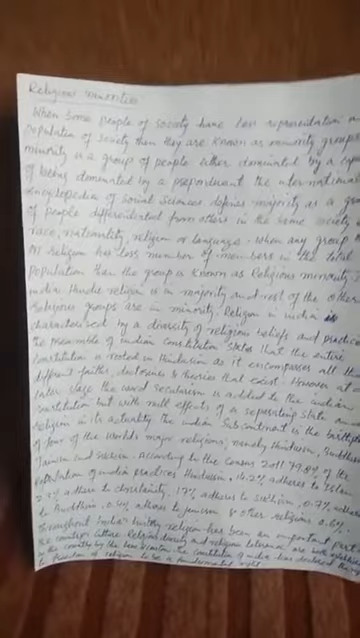 Religious minorities
When some people of society have less representation in
population of society then they are known as minority groups
minority is a group of people either dominated by a
of being dominated by a preponderant the international
Encyclopedia of social Sciences defines majority as a group
of people differentiated from others in the same society
race, nationality, religion or language. When any group
religion has less number of members in the total
population than the group is known as Religious minority.
india Hindu religion is in majority and rest of the other
religious groups are in minority. Religion in india is
characterised by a diversity of religious beliefs and practices
the preamble of indian constitution states that the entire
constitution is rooted in Hinduism as it encompasses all the
different faiths, doctrines & theories that exist. However at a
later stage the word secularism is added to the indian
constitution but with null effects of a separating state and
religion in its actuality the indian Subcontinent is the birthplace
of four of the world's major religions, namely Hinduism, Buddhism
Jainism and Sikhism. According to the Census 2011 79.8% of the
population of india practices Hinduism, 14.2% adheres to Islam
adhere to christianity, 1.7% adheres to Sikhism, 0.7% adheres
to Buddhism, 0.4% adhere to jainism & other religions 0.6%.
throughout India's history religion has been an important part
the country's culture. Religious diversity and religious tolerance are both established
in the country by the law & custom. the constitution of india has declared the right
to freedom of religion to be a fundamental right